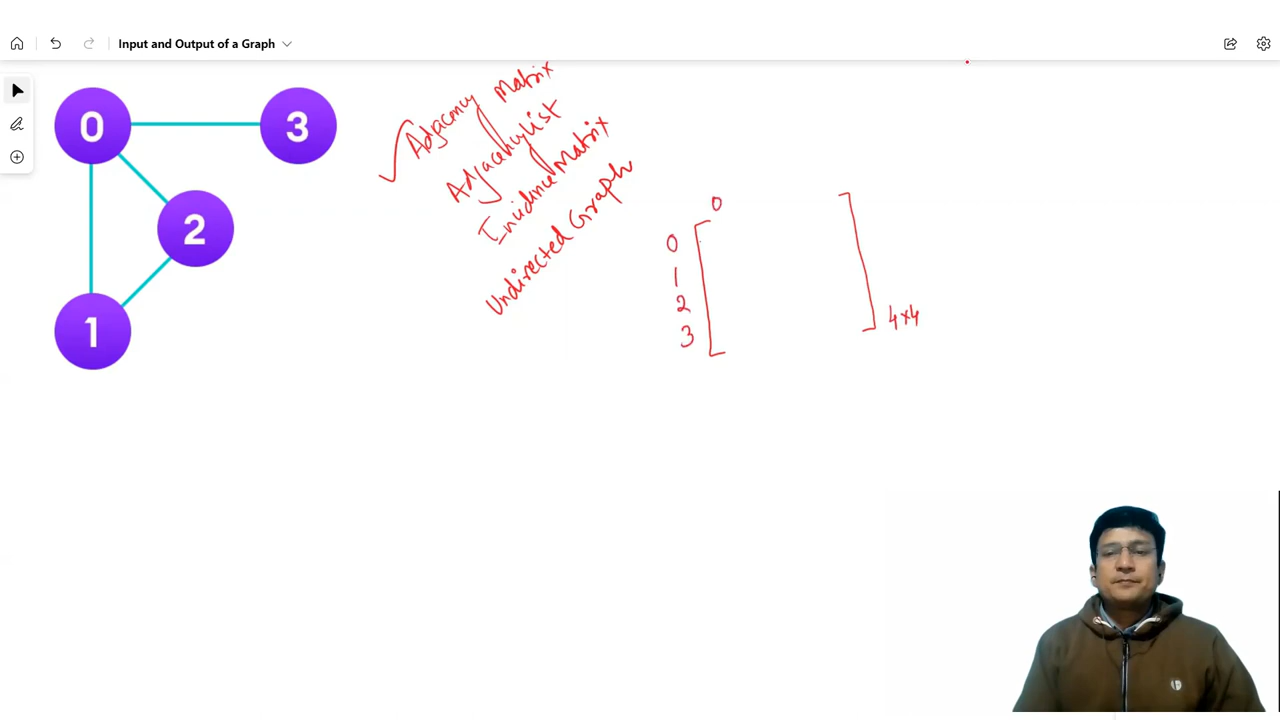 Input and Output of a Graph
0
3
2
1
Adjacency Matrix
Adjacency List
Incidence Matrix
Undirected Graph
0
0
1
2
3
4x4